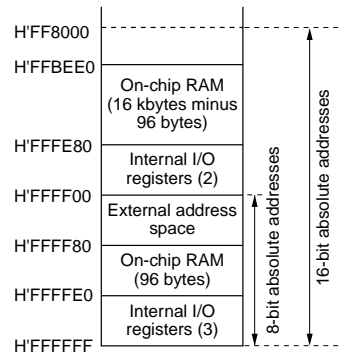 H'FF8000
H'FFBEE0
On-chip RAM
(16 kbytes minus
96 bytes)
H'FFFE80
Internal I/O
registers (2)
H'FFFF00
External address
space
H'FFFF80
On-chip RAM
(96 bytes)
H'FFFFE0
Internal I/O
registers (3)
H'FFFFFF
8-bit absolute addresses
16-bit absolute addresses